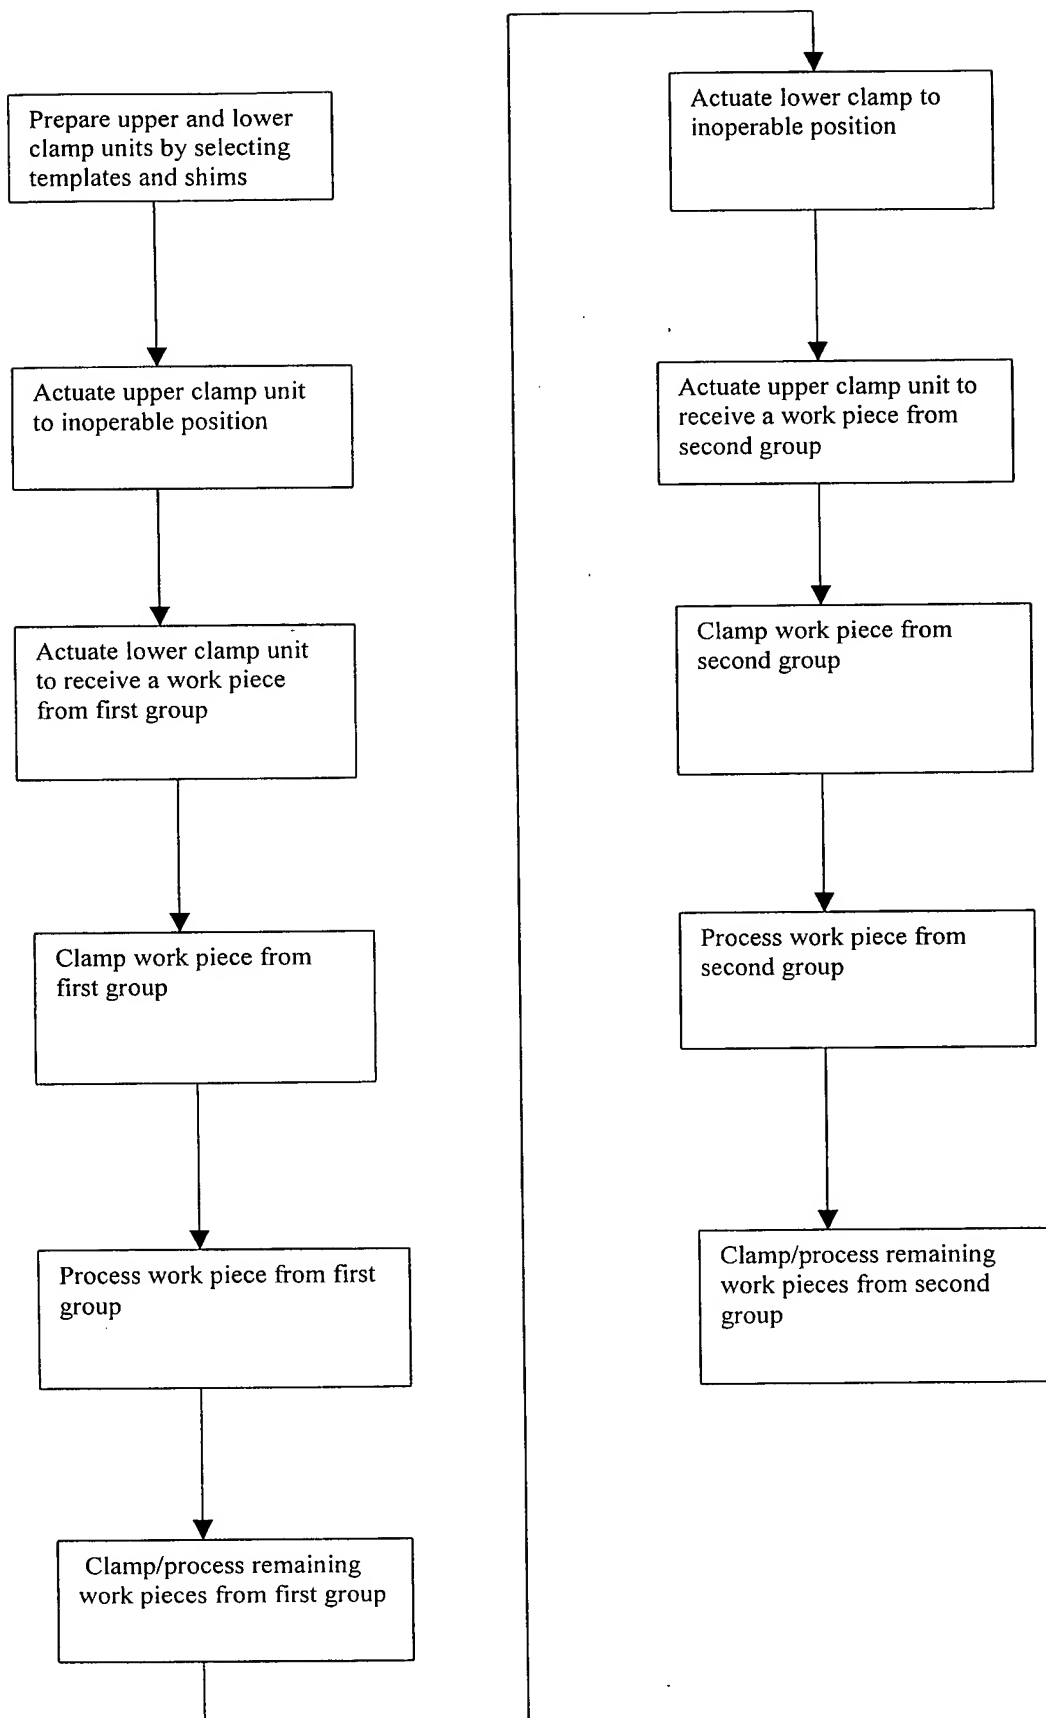 Prepare upper and lower
clamp units by selecting
templates and shims
Actuate upper clamp unit
to inoperable position
Actuate lower clamp unit
to receive a work piece
from first group
Clamp work piece from
first group
Process work piece from first
group
Clamp/process remaining
work pieces from first group
Actuate lower clamp to
inoperable position
Actuate upper clamp unit to
receive a work piece from
second group
Clamp work piece from
second group
Process work piece from
second group
Clamp/process remaining
work pieces from second
group